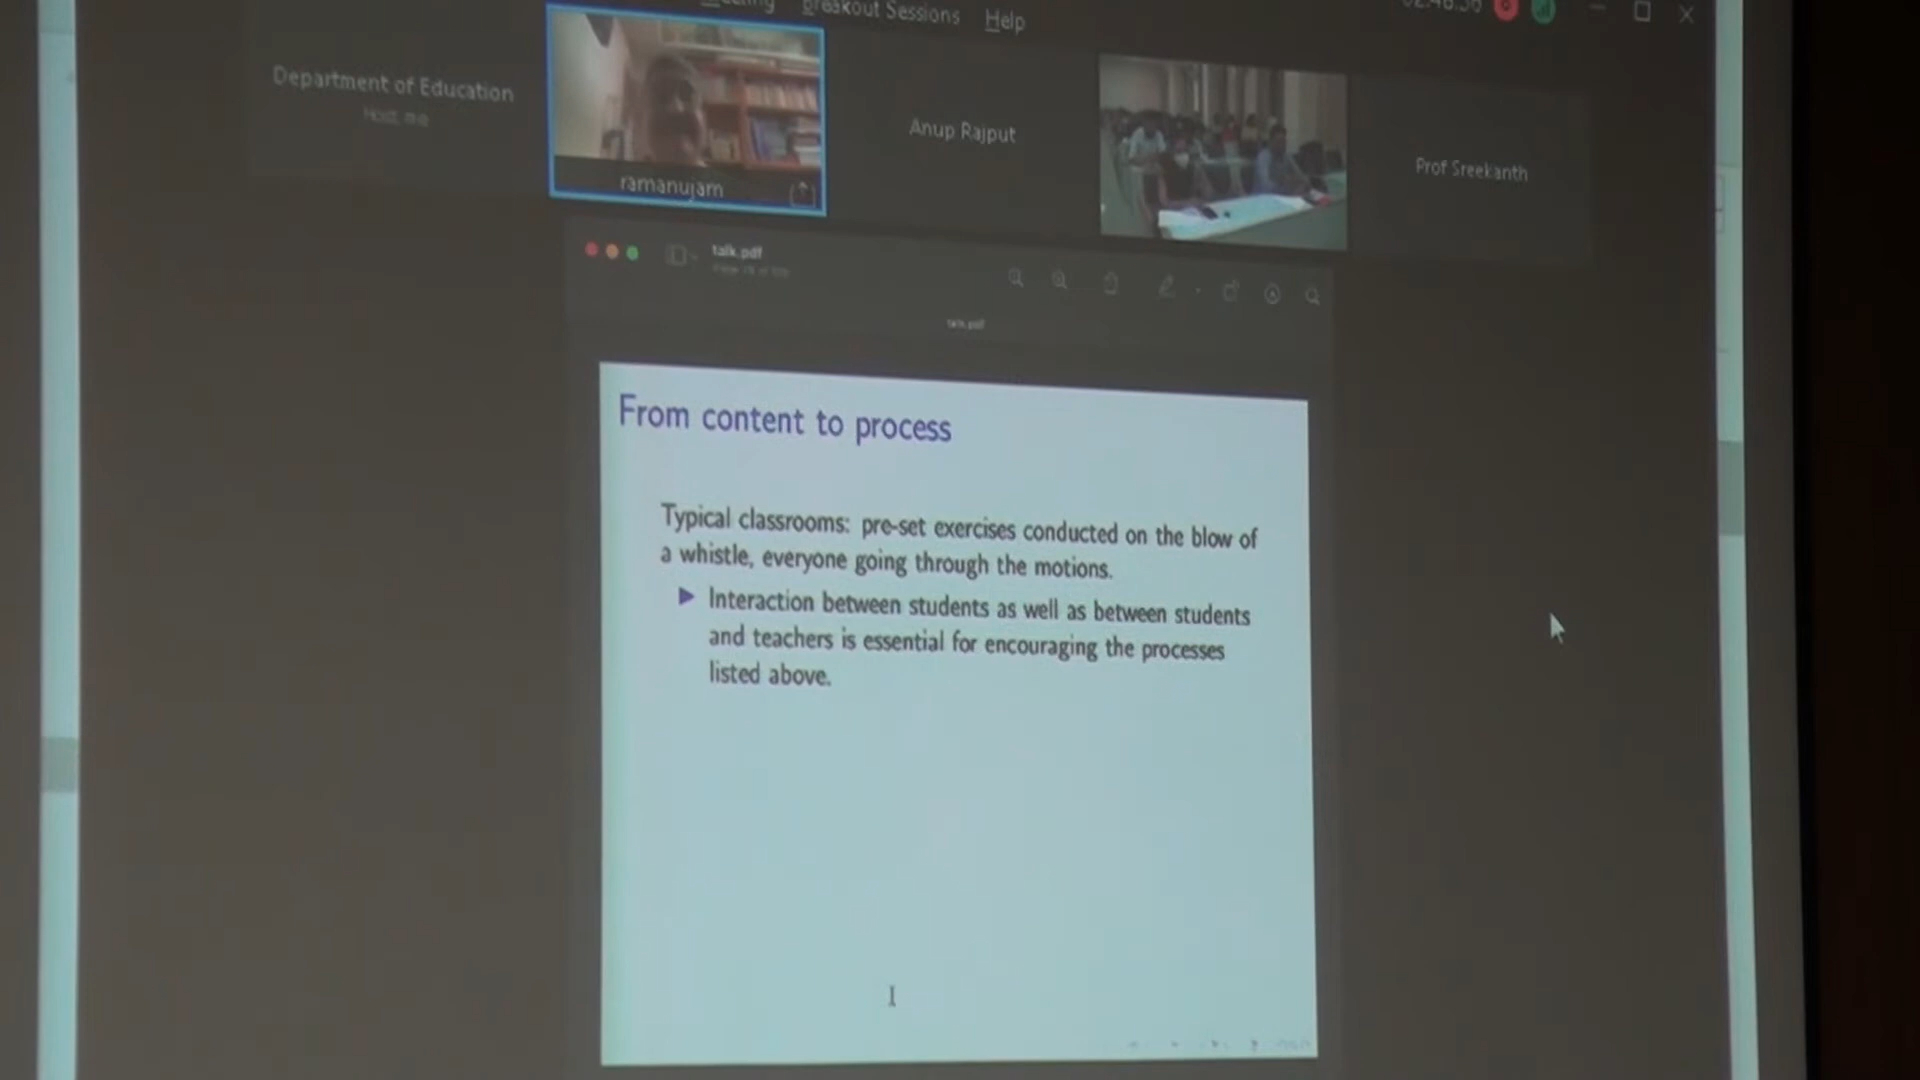 Breakout Sessions Help
Department of Education
Host, me
ramanujam
Anup Rajput
Prof Sreekanth
talk.pdf
talk.pdf
From content to process
Typical classrooms: pre-set exercises conducted on the blow of
a whistle, everyone going through the motions.
Interaction between students as well as between students
and teachers is essential for encouraging the processes
listed above.